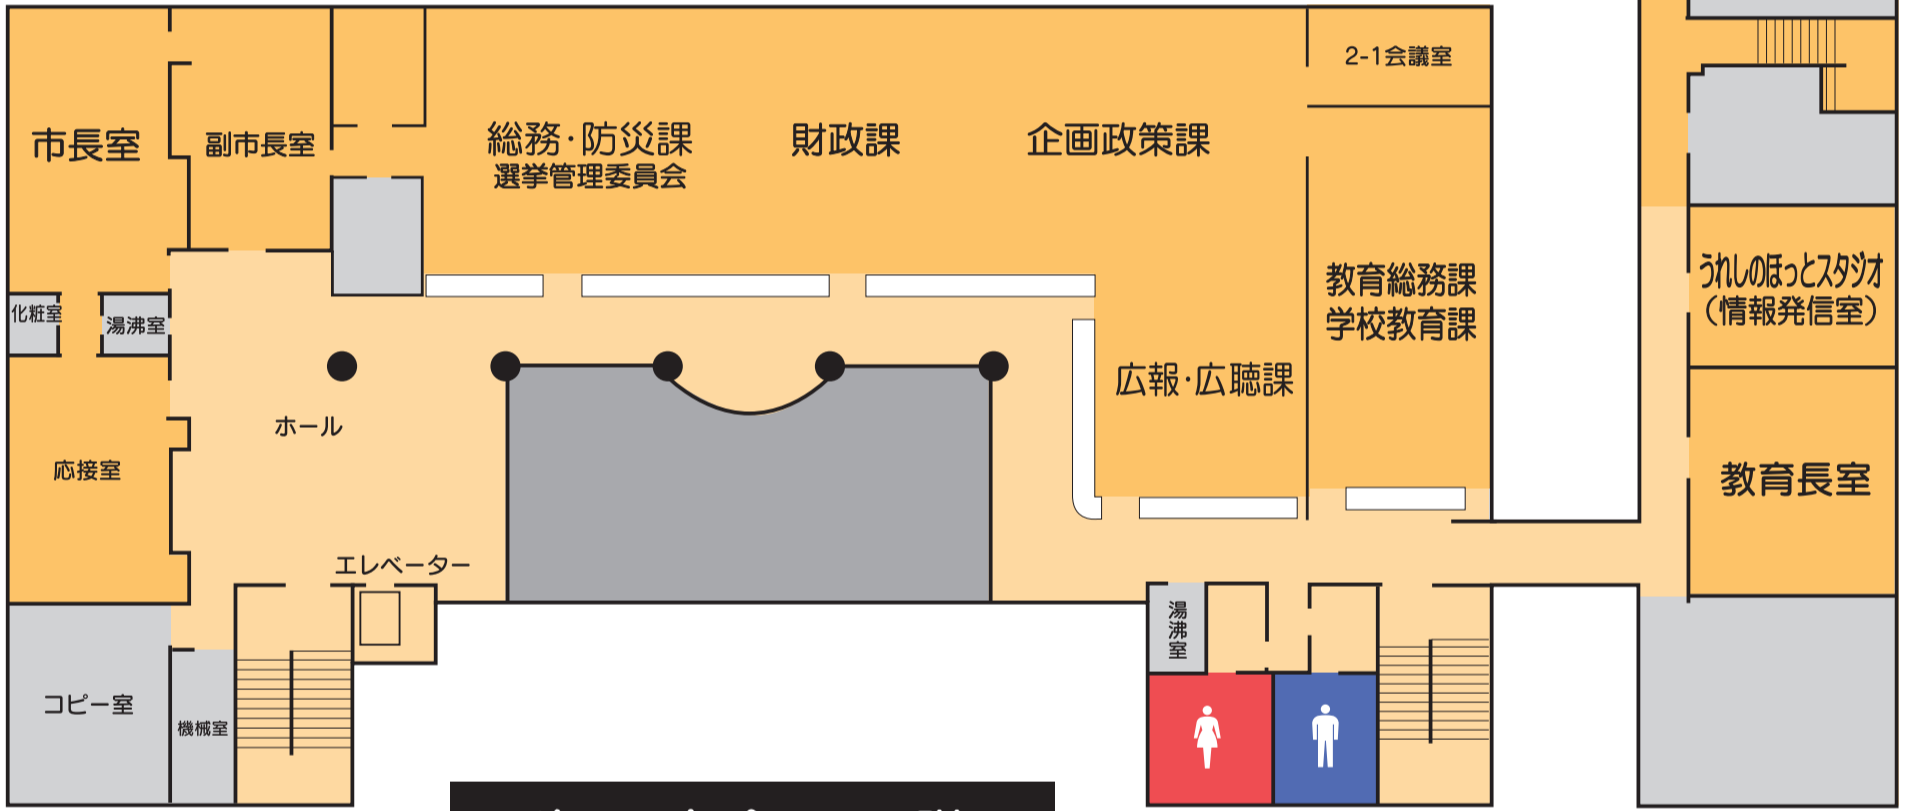 2-1会議室
市長室
副市長室
総務・防災課
選挙管理委員会
財政課
企画政策課
教育総務課
学校教育課
うれしのほっとスタジオ
（情報発信室）
化粧室
湯沸室
広報・広聴課
ホール
応接室
教育長室
エレベーター
湯沸室
コピー室
機械室